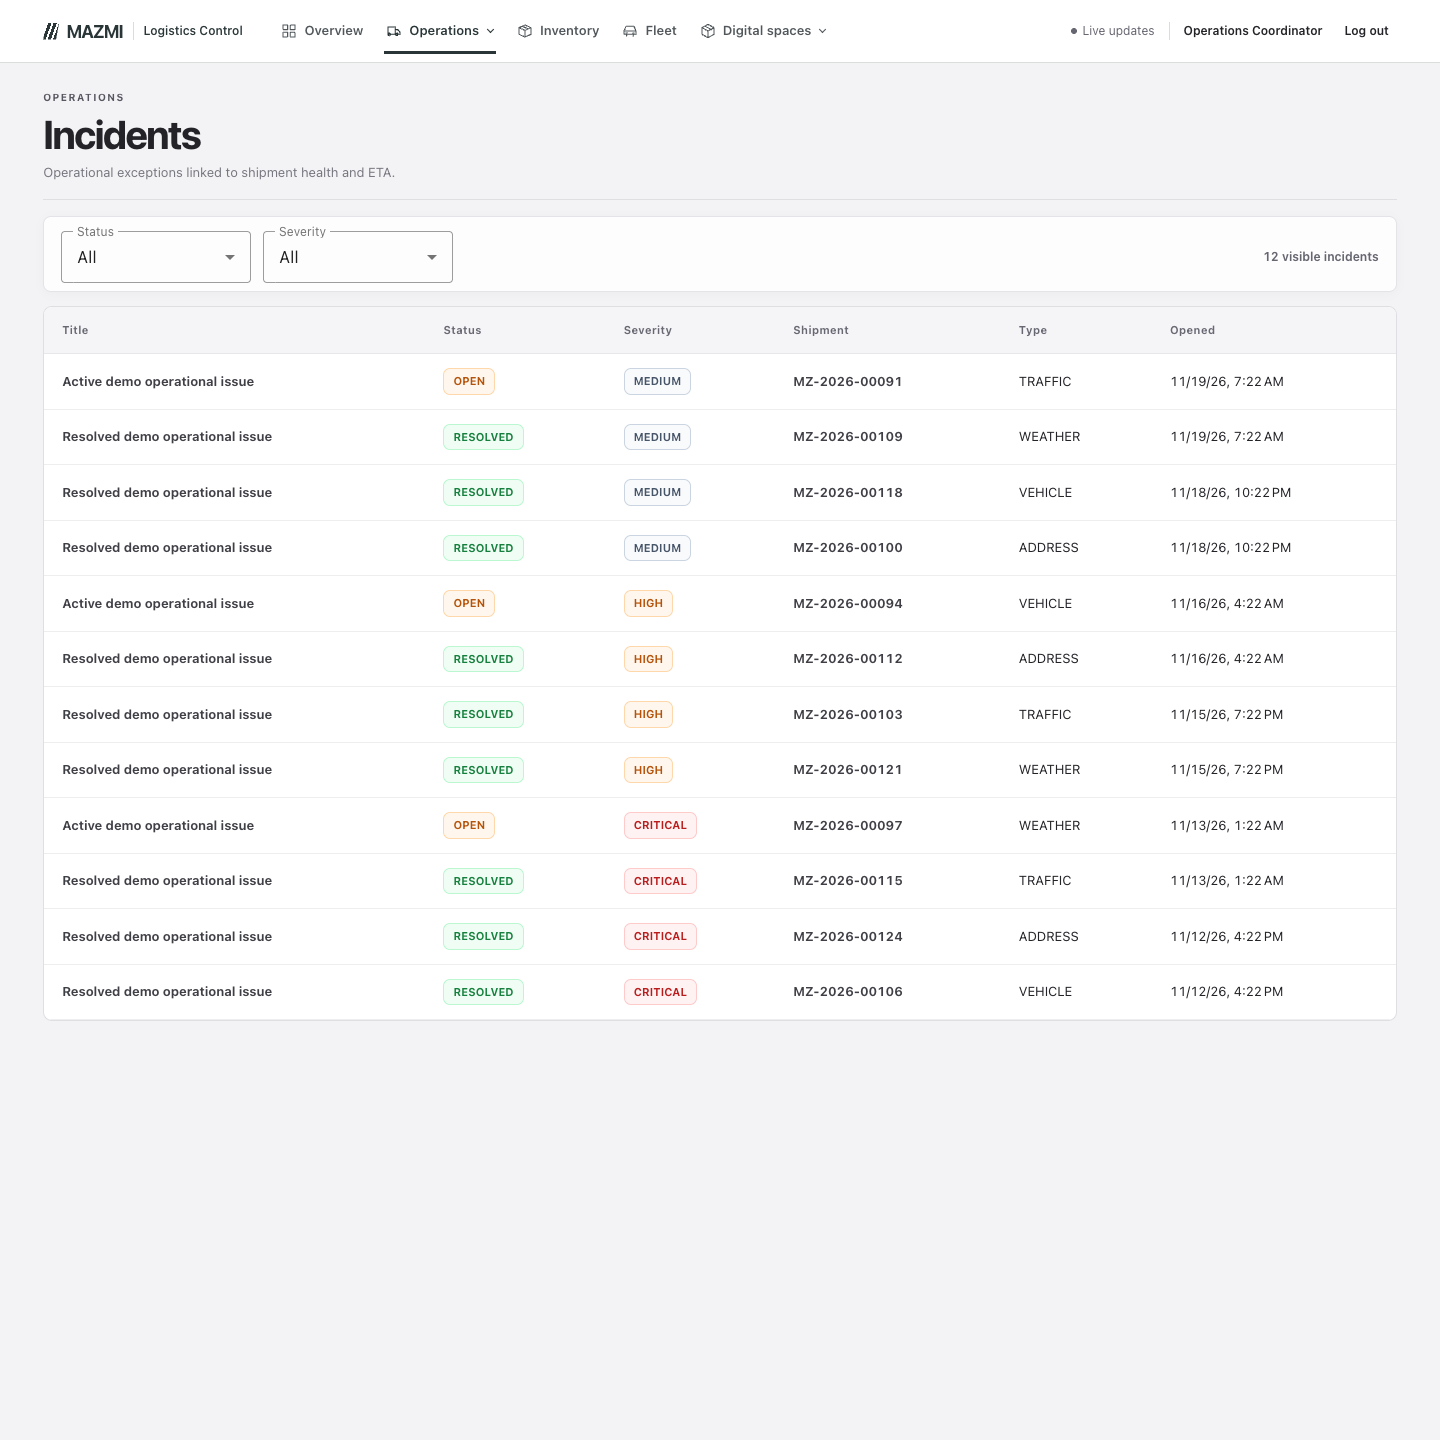 MAZMI Logistics Control Overview Operations Inventory Fleet Digital spaces Live updates Operations Coordinator Log out
OPERATIONS
Incidents
Operational exceptions linked to shipment health and ETA.
Status Severity
All All 12 visible incidents
Title Status Severity Shipment Type Opened
Active demo operational issue OPEN MEDIUM MZ-2026-00091 TRAFFIC 11/19/26, 7:22 AM
Resolved demo operational issue RESOLVED MEDIUM MZ-2026-00109 WEATHER 11/19/26, 7:22 AM
Resolved demo operational issue RESOLVED MEDIUM MZ-2026-00118 VEHICLE 11/18/26, 10:22 PM
Resolved demo operational issue RESOLVED MEDIUM MZ-2026-00100 ADDRESS 11/18/26, 10:22 PM
Active demo operational issue OPEN HIGH MZ-2026-00094 VEHICLE 11/16/26, 4:22 AM
Resolved demo operational issue RESOLVED HIGH MZ-2026-00112 ADDRESS 11/16/26, 4:22 AM
Resolved demo operational issue RESOLVED HIGH MZ-2026-00103 TRAFFIC 11/15/26, 7:22 PM
Resolved demo operational issue RESOLVED HIGH MZ-2026-00121 WEATHER 11/15/26, 7:22 PM
Active demo operational issue OPEN CRITICAL MZ-2026-00097 WEATHER 11/13/26, 1:22 AM
Resolved demo operational issue RESOLVED CRITICAL MZ-2026-00115 TRAFFIC 11/13/26, 1:22 AM
Resolved demo operational issue RESOLVED CRITICAL MZ-2026-00124 ADDRESS 11/12/26, 4:22 PM
Resolved demo operational issue RESOLVED CRITICAL MZ-2026-00106 VEHICLE 11/12/26, 4:22 PM